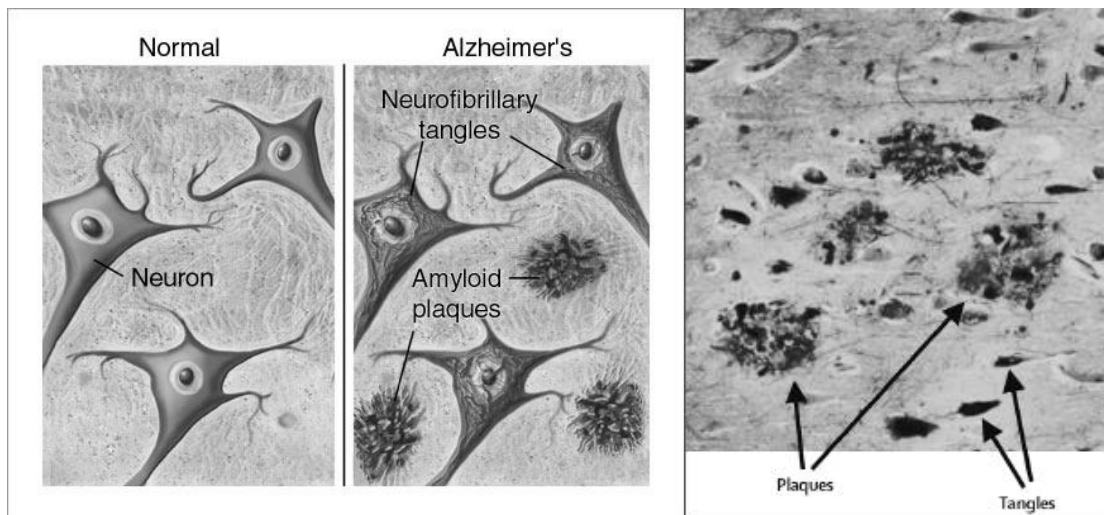 Normal
Alzheimer's
Neurofibrillary
tangles
Neuron
Amyloid
plaques
Plaques
Tangles